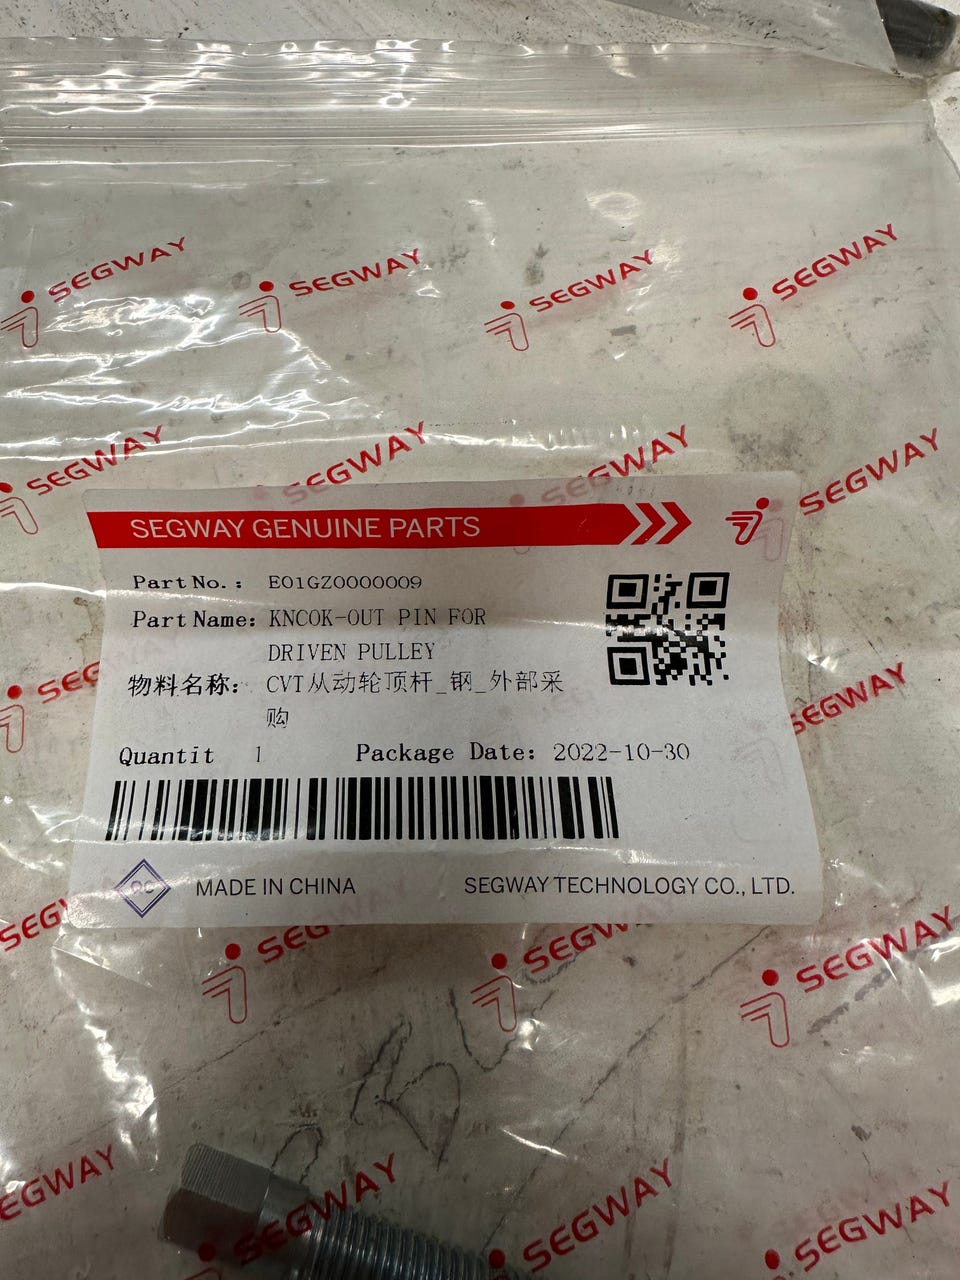 SEGWAY
SEGWAY
SEGWAY
SEGWAY
SEGWAY
SEGWAY
SEGWAY
SEGWAY
SEGWAY GENUINE PARTS
Part No.: E01GZ0000009
Part Name: KNCOK-OUT PIN FOR
DRIVEN PULLEY
物料名称: CVT从动轮顶杆_钢_外部采
购
Quantit 1 Package Date: 2022-10-30
QC
MADE IN CHINA SEGWAY TECHNOLOGY CO., LTD.
SEGWAY
SEGWAY
SEGWAY
SEGWAY
SEGWAY
SEGWAY